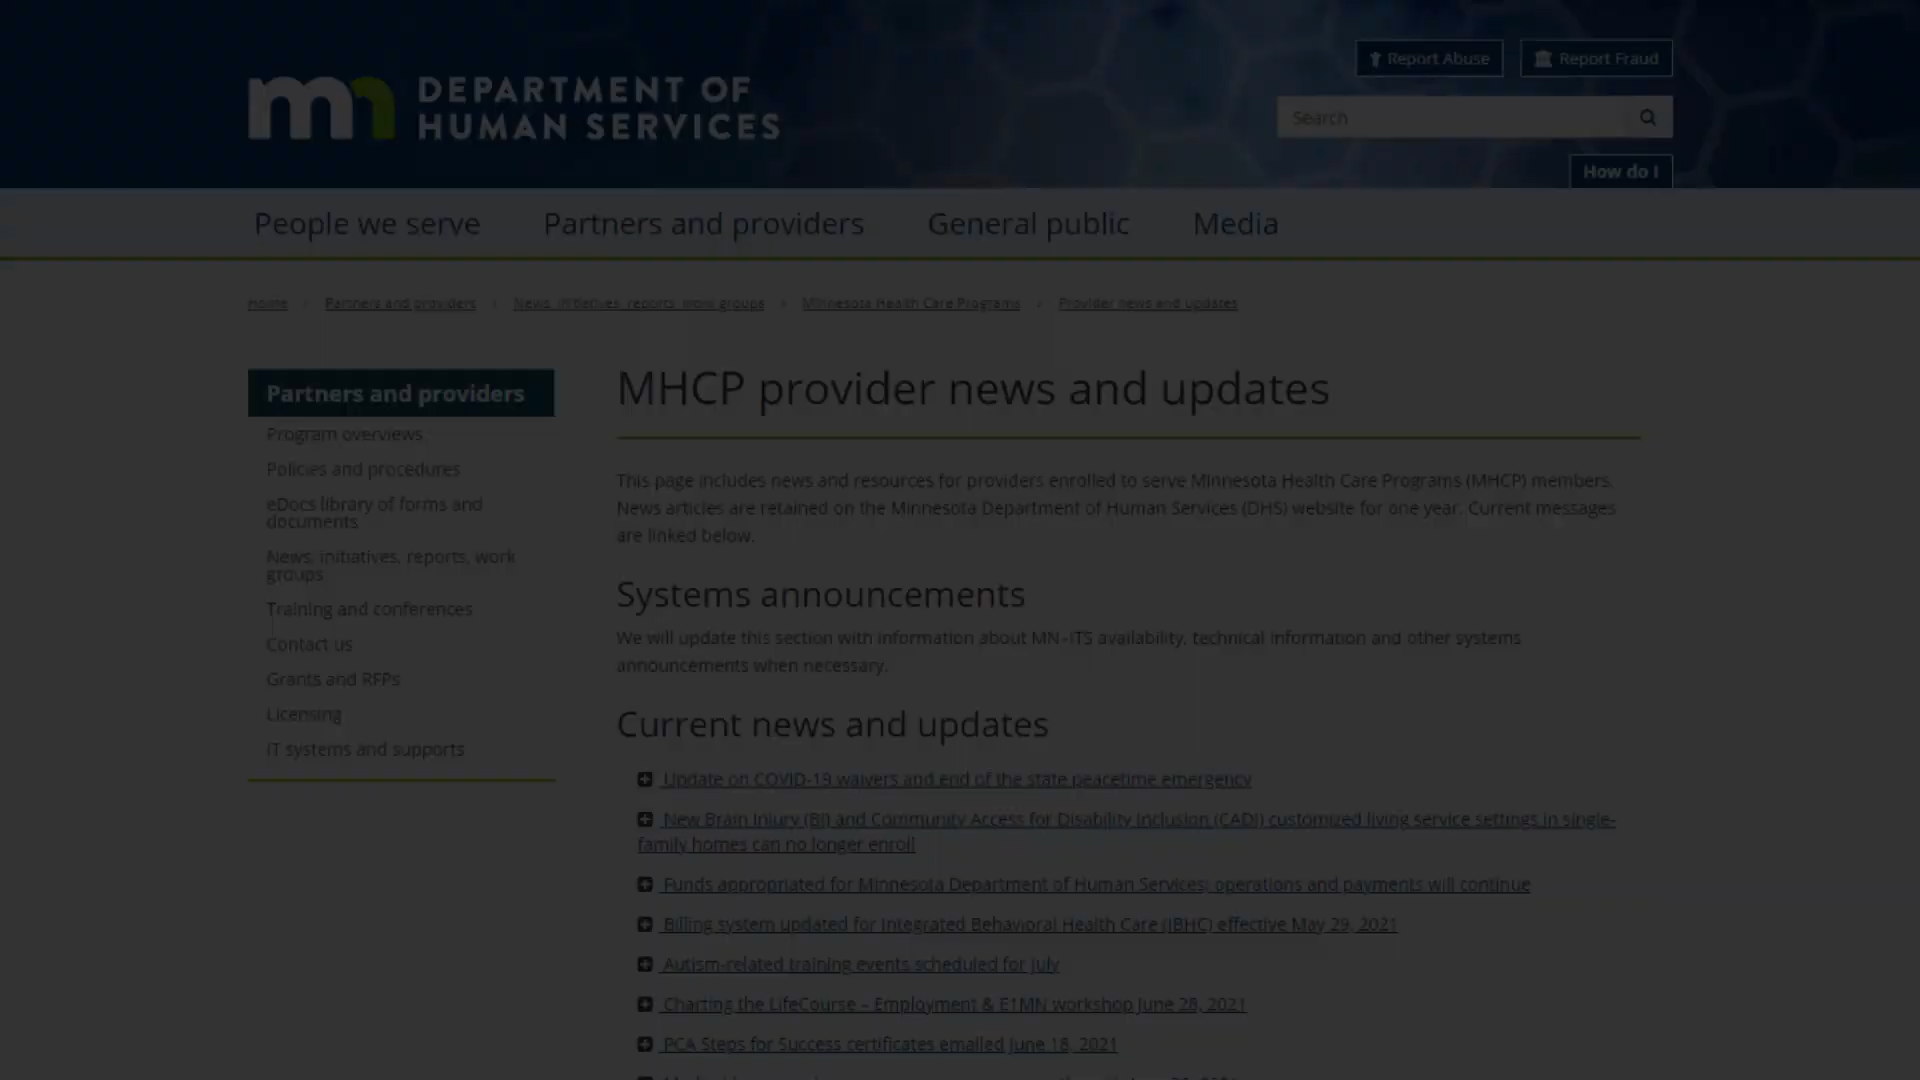 Report Abuse
Report Fraud
mn DEPARTMENT OF
HUMAN SERVICES
Search
How do I
People we serve
Partners and providers
General public
Media
Home
Partners and providers
News, initiatives, reports, work groups
Minnesota Health Care Programs
Provider news and updates
Partners and providers
Program overviews
Policies and procedures
eDocs library of forms and
documents
News, initiatives, reports, work
groups
Training and conferences
Contact us
Grants and RFPs
Licensing
IT systems and supports
MHCP provider news and updates
This page includes news and resources for providers enrolled to serve Minnesota Health Care Programs (MHCP) members.
News articles are retained on the Minnesota Department of Human Services (DHS) website for one year. Current messages
are linked below.
Systems announcements
We will update this section with information about MN–ITS availability, technical information and other systems
announcements when necessary.
Current news and updates
Update on COVID-19 waivers and end of the state peacetime emergency
New Brain Injury (BI) and Community Access for Disability Inclusion (CADI) customized living service settings in single-
family homes can no longer enroll
Funds appropriated for Minnesota Department of Human Services; operations and payments will continue
Billing system updated for Integrated Behavioral Health Care (IBHC) effective May 29, 2021
Autism-related training events scheduled for July
Charting the LifeCourse – Employment & E1MN workshop June 28, 2021
PCA Steps for Success certificates emailed June 18, 2021